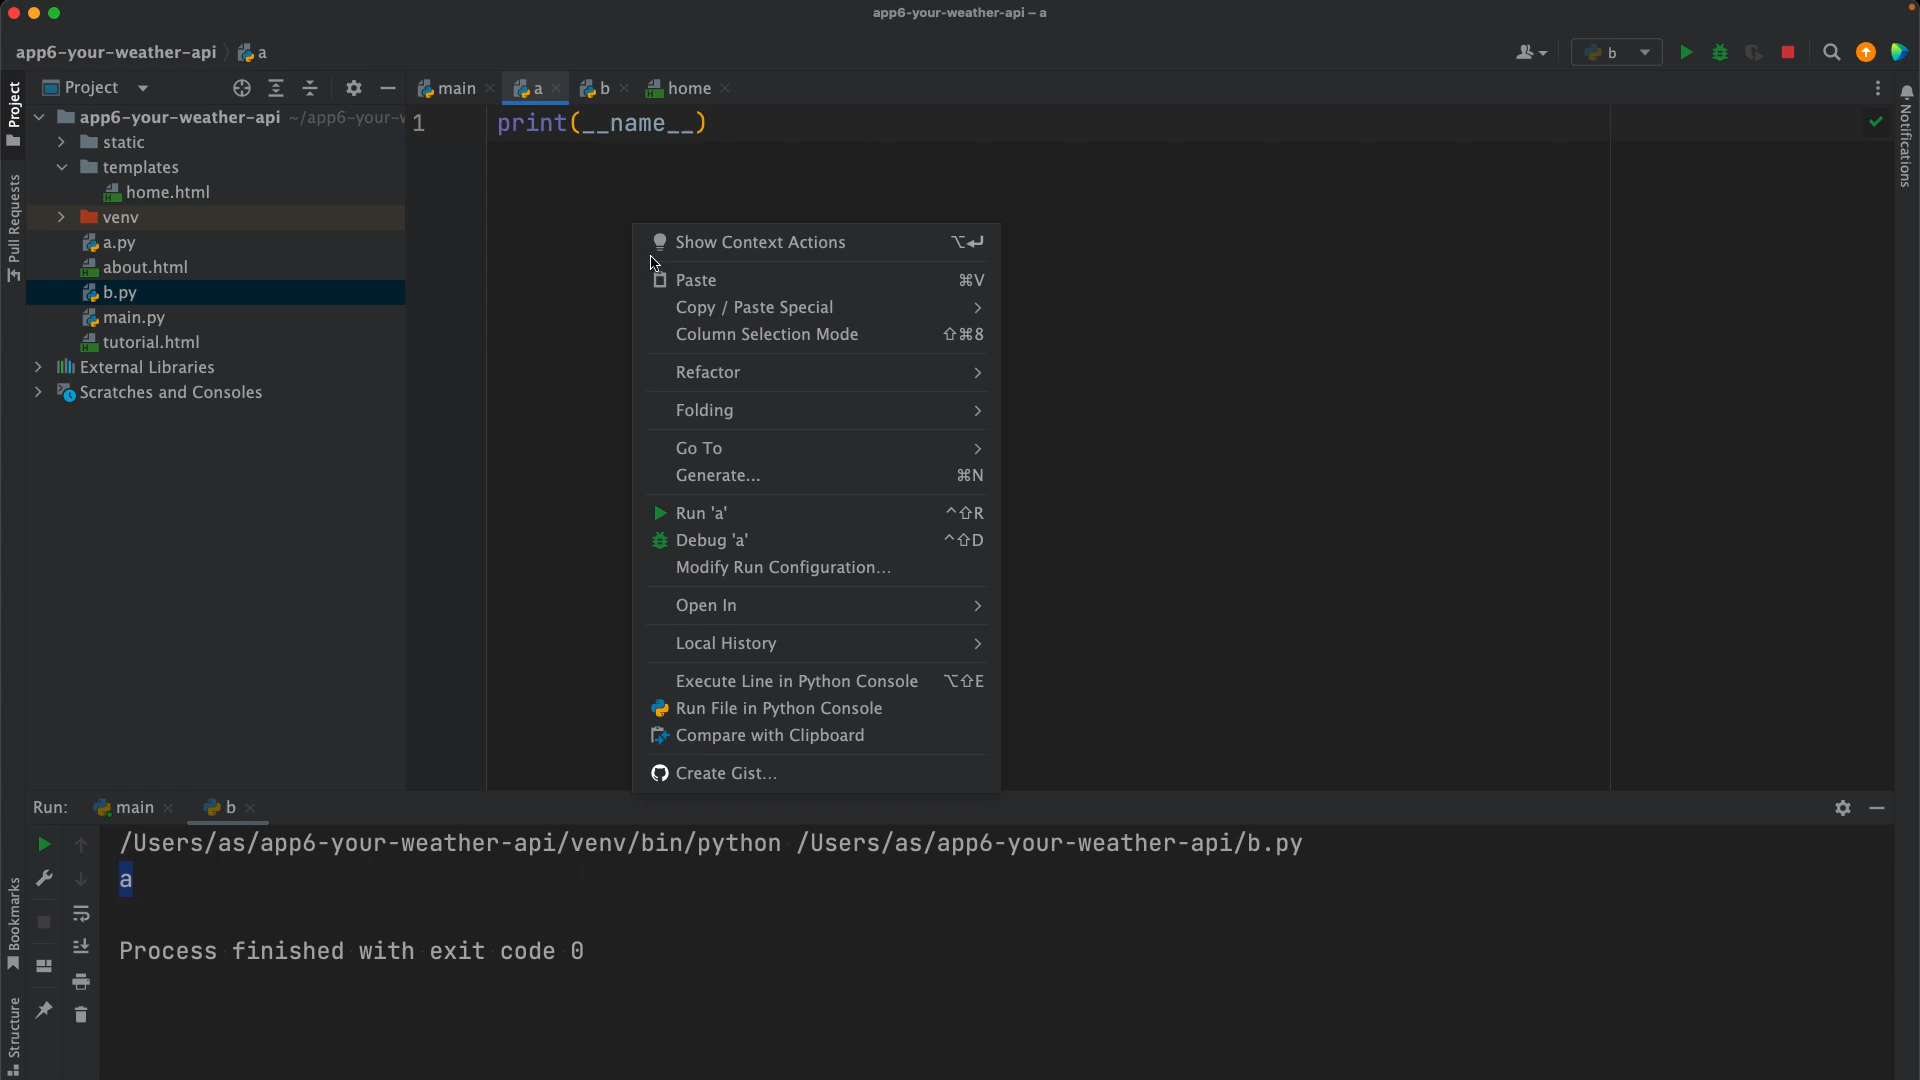 app6-your-weather-api – a
app6-your-weather-api
a
b
Project
main
a
b
home
Project
Pull Requests
Bookmarks
Structure
Notifications
app6-your-weather-api ~/app6-your-
static
templates
home.html
venv
a.py
about.html
b.py
main.py
tutorial.html
External Libraries
Scratches and Consoles
1 print(__name__)
Show Context Actions ⌥↵
Paste ⌘V
Copy / Paste Special
Column Selection Mode ⇧⌘8
Refactor
Folding
Go To
Generate... ⌘N
Run 'a' ^⇧R
Debug 'a' ^⇧D
Modify Run Configuration...
Open In
Local History
Execute Line in Python Console ⌥⇧E
Run File in Python Console
Compare with Clipboard
Create Gist...
Run: main b
/Users/as/app6-your-weather-api/venv/bin/python /Users/as/app6-your-weather-api/b.py
a
Process finished with exit code 0